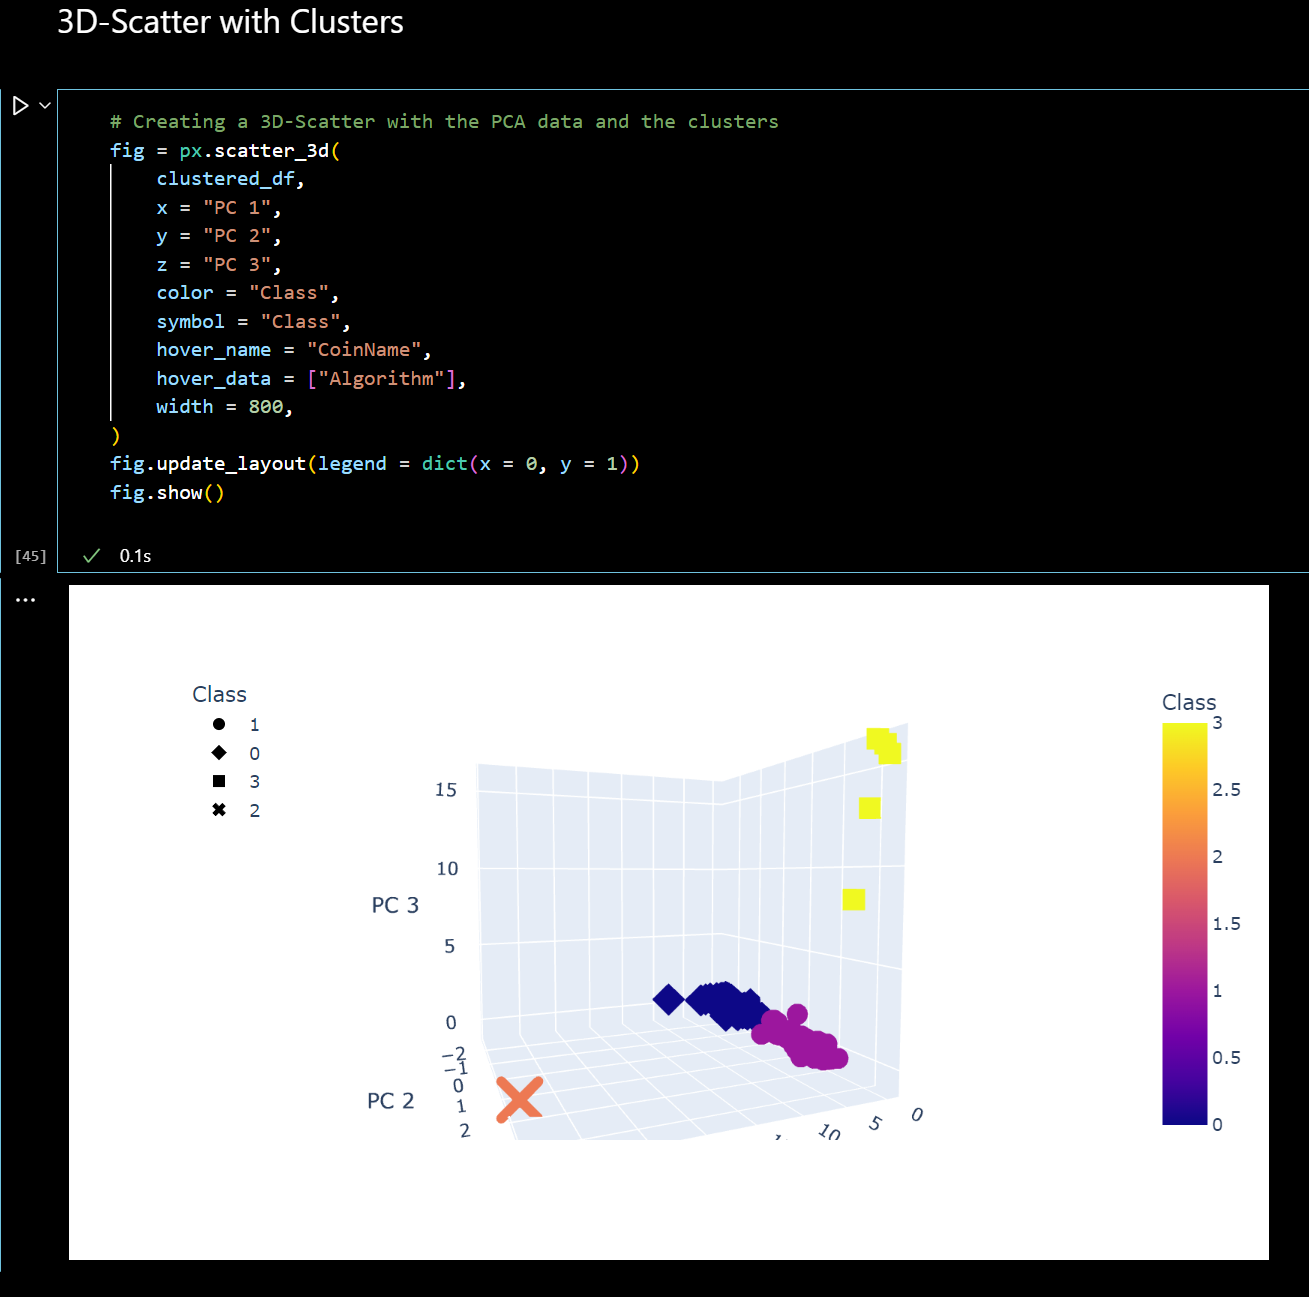 3D-Scatter with Clusters
# Creating a 3D-Scatter with the PCA data and the clusters
fig = px.scatter_3d(
clustered_df,
x = "PC 1",
y = "PC 2",
z = "PC 3",
color = "Class",
symbol = "Class",
hover_name = "CoinName",
hover_data = ["Algorithm"],
width = 800,
)
fig.update_layout(legend = dict(x = 0, y = 1))
fig.show()
[45]
0.1s
Class
1
0
3
2
15
10
PC 3
5
0
−2
−1
0
PC 2
1
2
10
5
0
Class
3
2.5
2
1.5
1
0.5
0